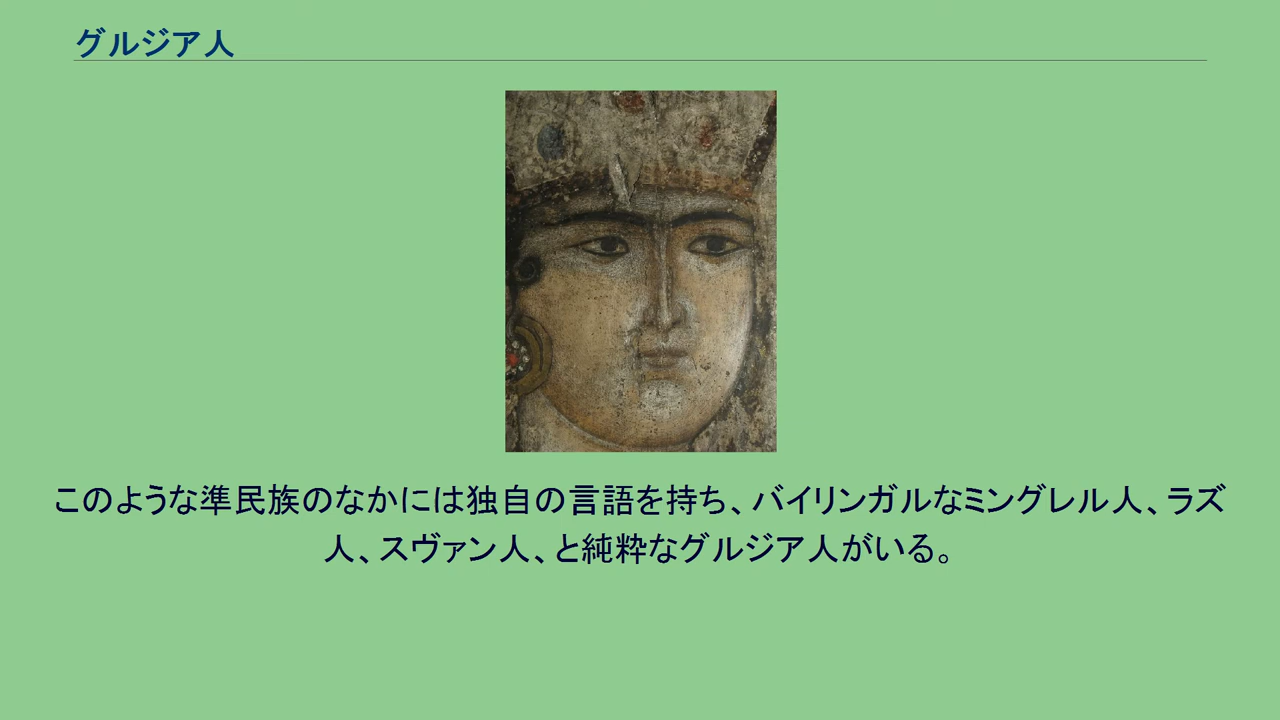 グルジア人
このような準民族のなかには独自の言語を持ち、バイリンガルなミングレル人、ラズ
人、スヴァン人、と純粋なグルジア人がいる。